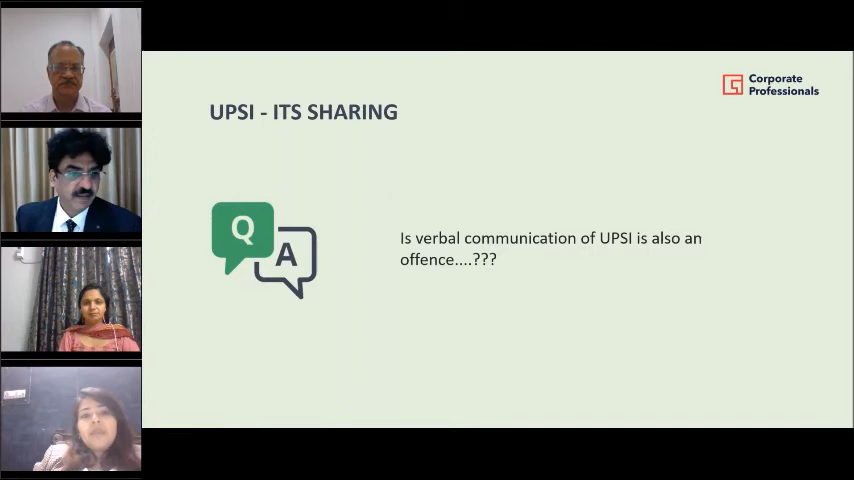 Corporate
Professionals
UPSI - ITS SHARING
Q
A
Is verbal communication of UPSI is also an
offence....???